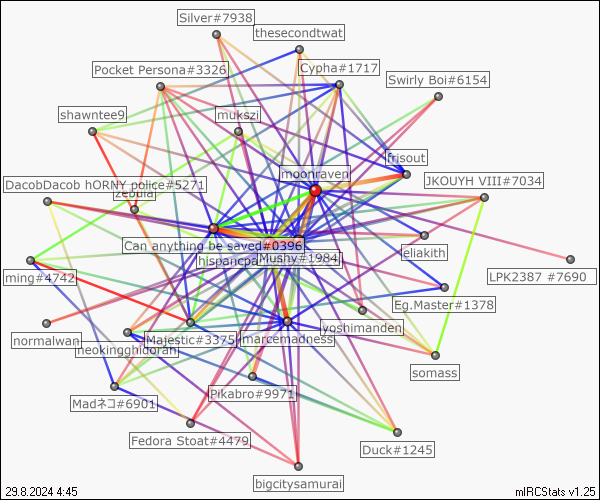 Silver#7938
thesecondtwat
Pocket Persona#3326
Cypha#1717
Swirly Boi#6154
shawntee9
mukszi
frisout
moonraven
JKOUYH VIII#7034
DacobDacob hORNY police#5271
zebula
Can anything be saved#0396
eliakith
hispancpa
Mushy#1984
ming#4742
LPK2387 #7690
Eg.Master#1378
yoshimanden
normalwan
Majestic#3375
marcemadness
neokingghidorah
somass
Pikabro#9971
Madネコ#6901
Fedora Stoat#4479
Duck#1245
bigcitysamurai
29.8.2024 4:45
mIRCStats v1.25